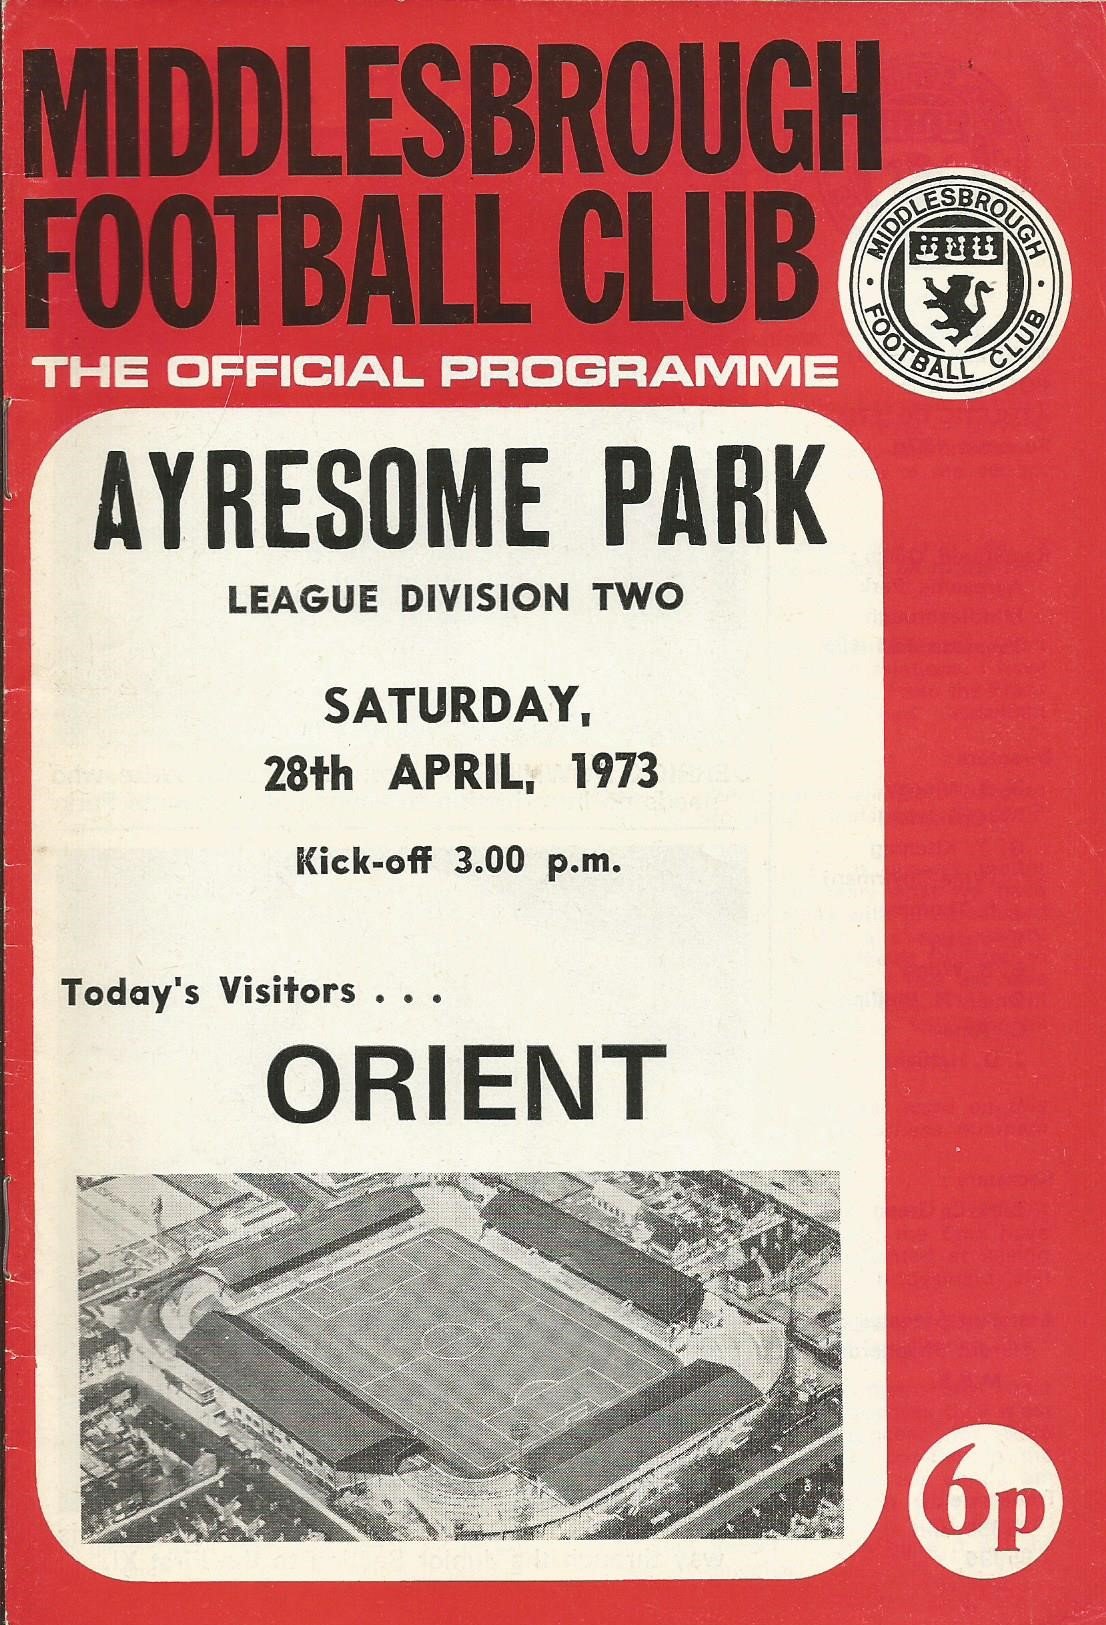 MIDDLESBROUGH
FOOTBALL CLUB
THE OFFICIAL PROGRAMME
· MIDDLESBROUGH ·
FOOTBALL CLUB
AYRESOME PARK
LEAGUE DIVISION TWO
SATURDAY,
28th APRIL, 1973
Kick-off 3.00 p.m.
Today's Visitors . . .
ORIENT
6p